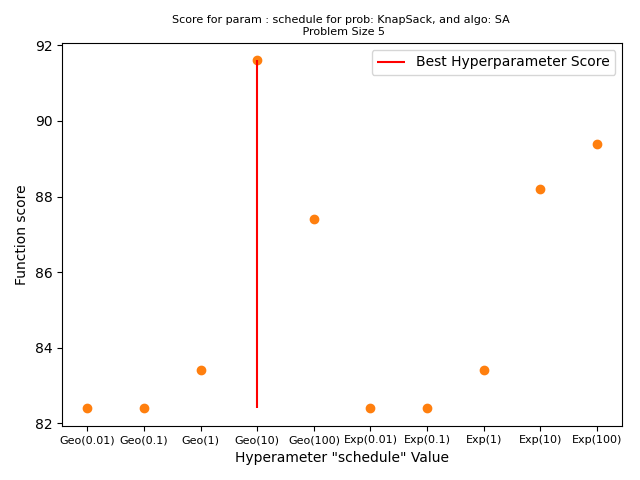 Score for param : schedule for prob: KnapSack, and algo: SA
Problem Size 5
Best Hyperparameter Score
Function score
92
90
88
86
84
82
Geo(0.01) Geo(0.1) Geo(1) Geo(10) Geo(100) Exp(0.01) Exp(0.1) Exp(1) Exp(10) Exp(100)
Hyperameter "schedule" Value